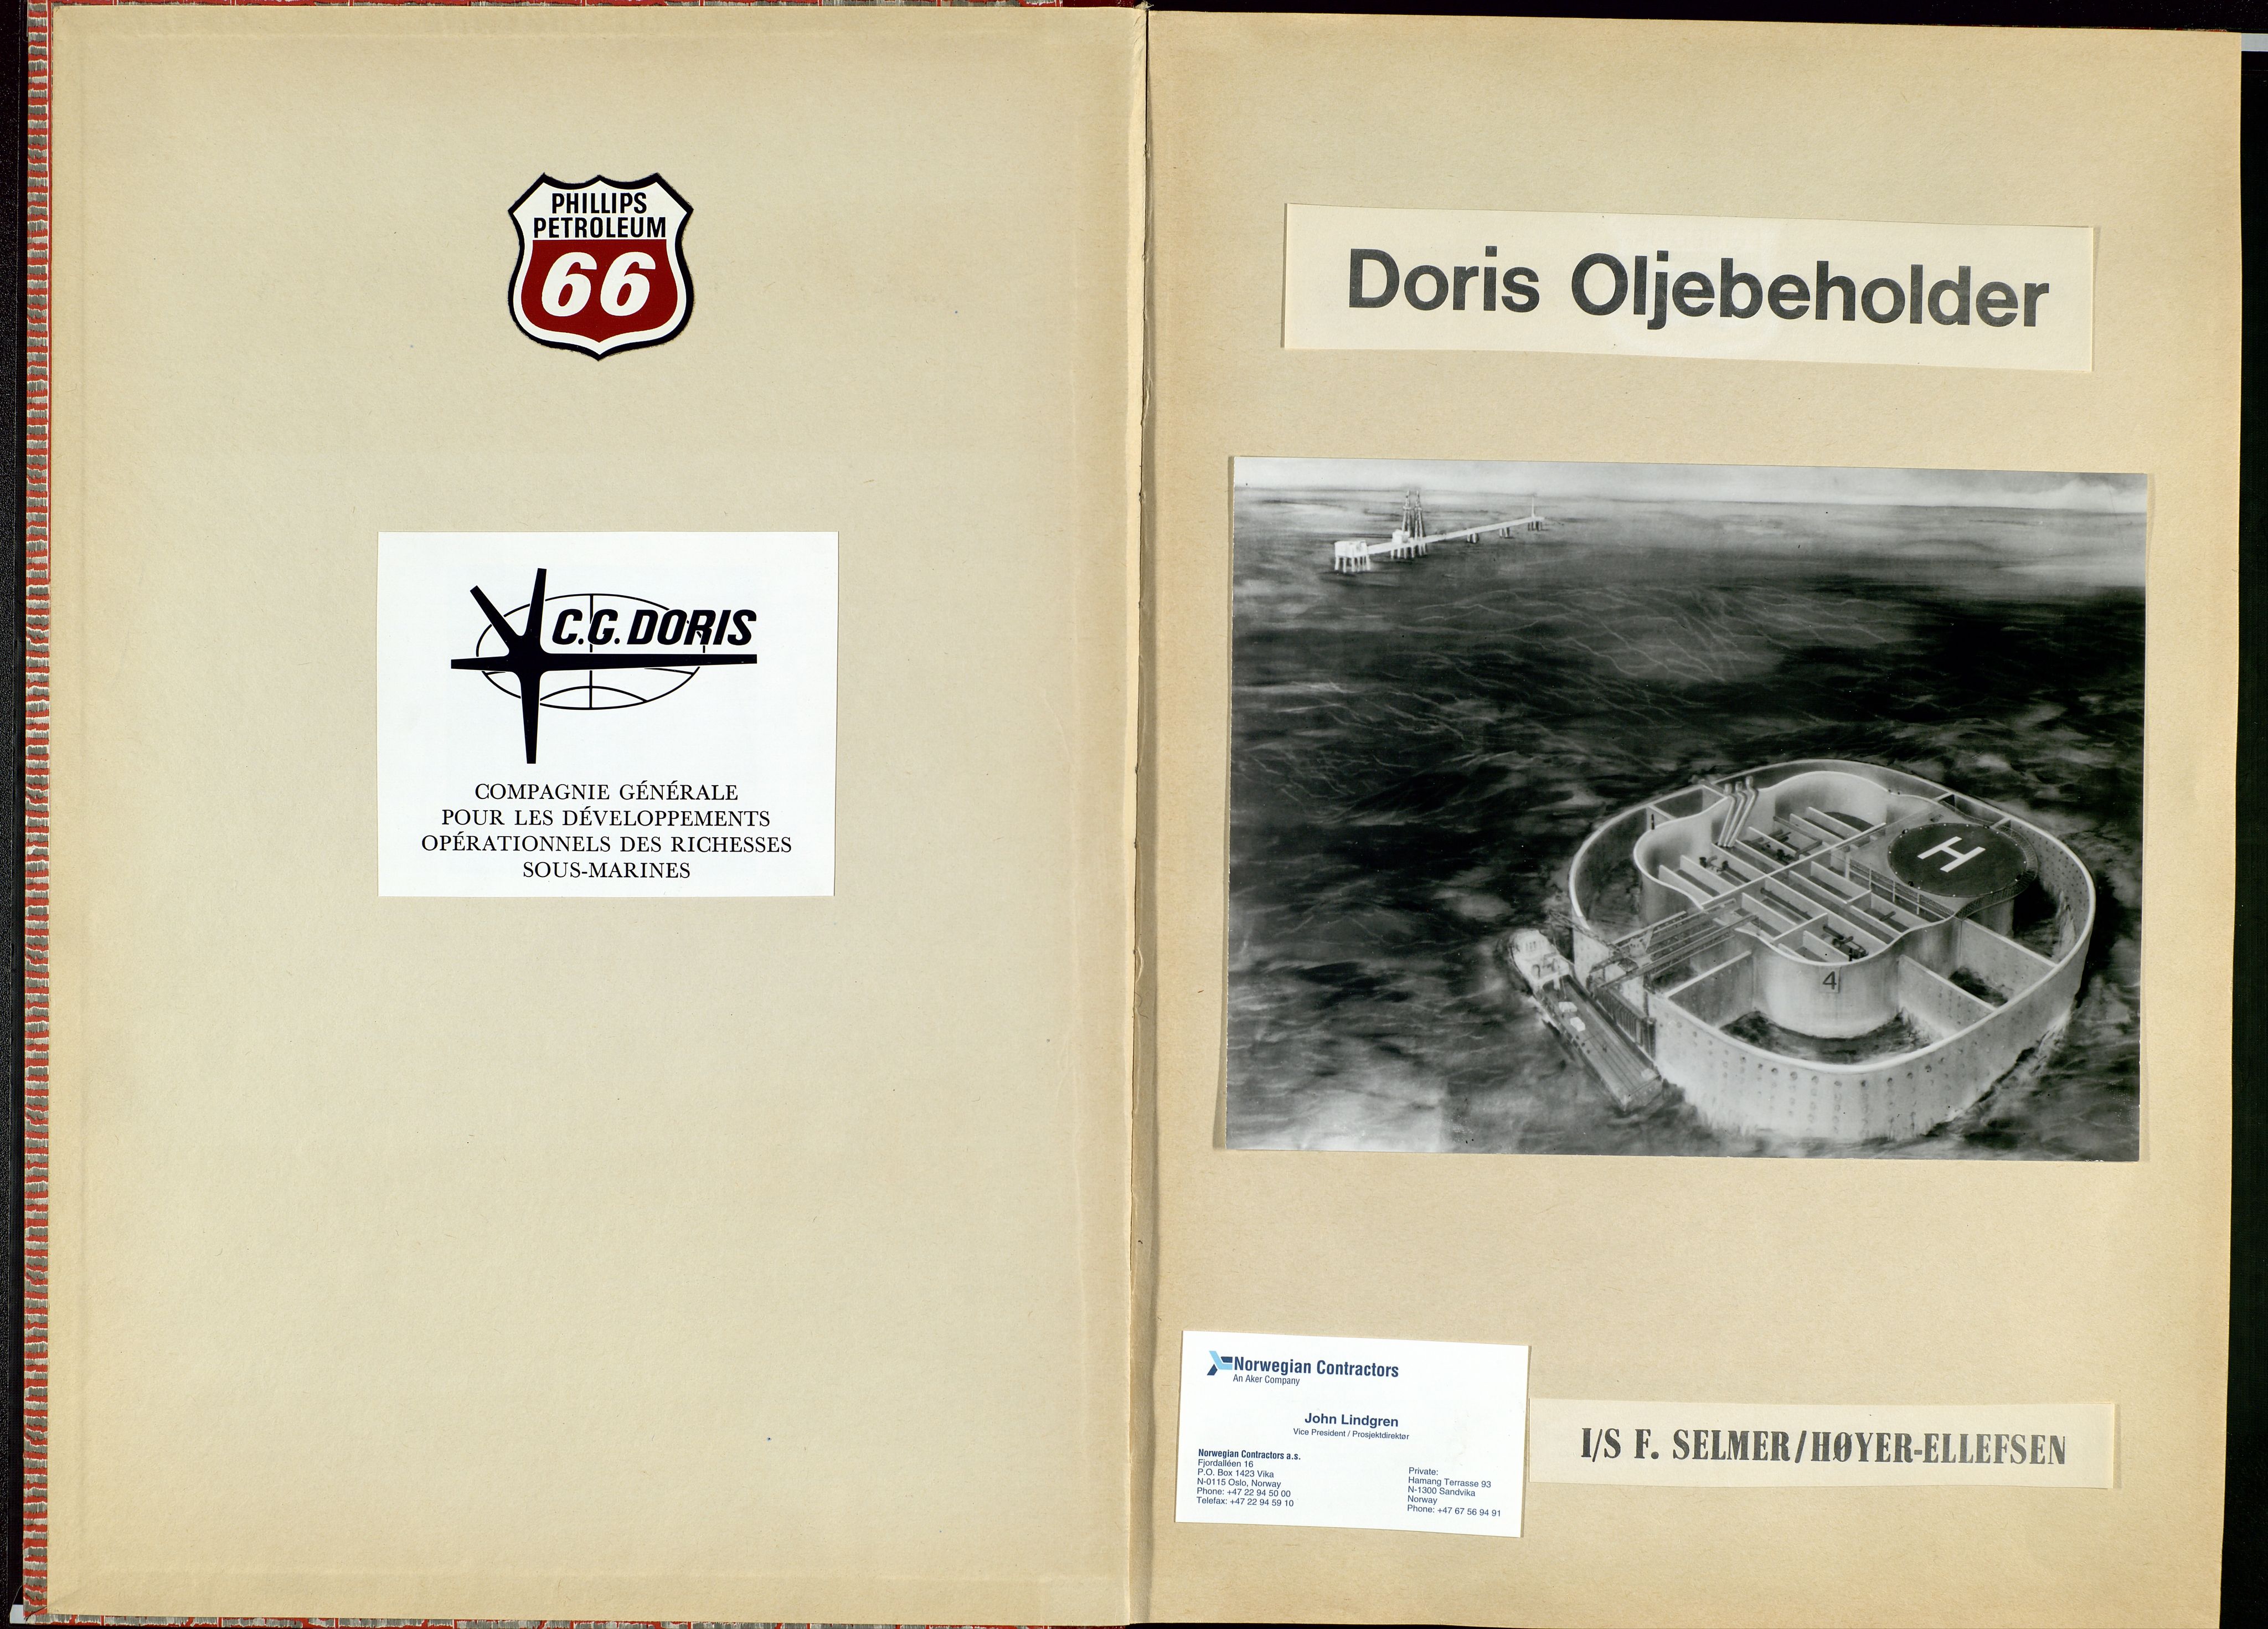 PHILLIPS
PETROLEUM
66
C.G. DORIS
COMPAGNIE GÉNÉRALE
POUR LES DÉVELOPPEMENTS
OPÉRATIONNELS DES RICHESSES
SOUS-MARINES
Doris Oljebeholder
H
4
Norwegian Contractors
An Aker Company
John Lindgren
Vice President / Prosjektdirektør
Norwegian Contractors a.s.
Fjordalléen 16
P.O. Box 1423 Vika
N-0115 Oslo, Norway
Phone: +47 22 94 50 00
Telefax: +47 22 94 59 10
Private:
Hamang Terrasse 93
N-1300 Sandvika
Norway
Phone: +47 67 56 94 91
I/S F. SELMER/HØYER-ELLEFSEN